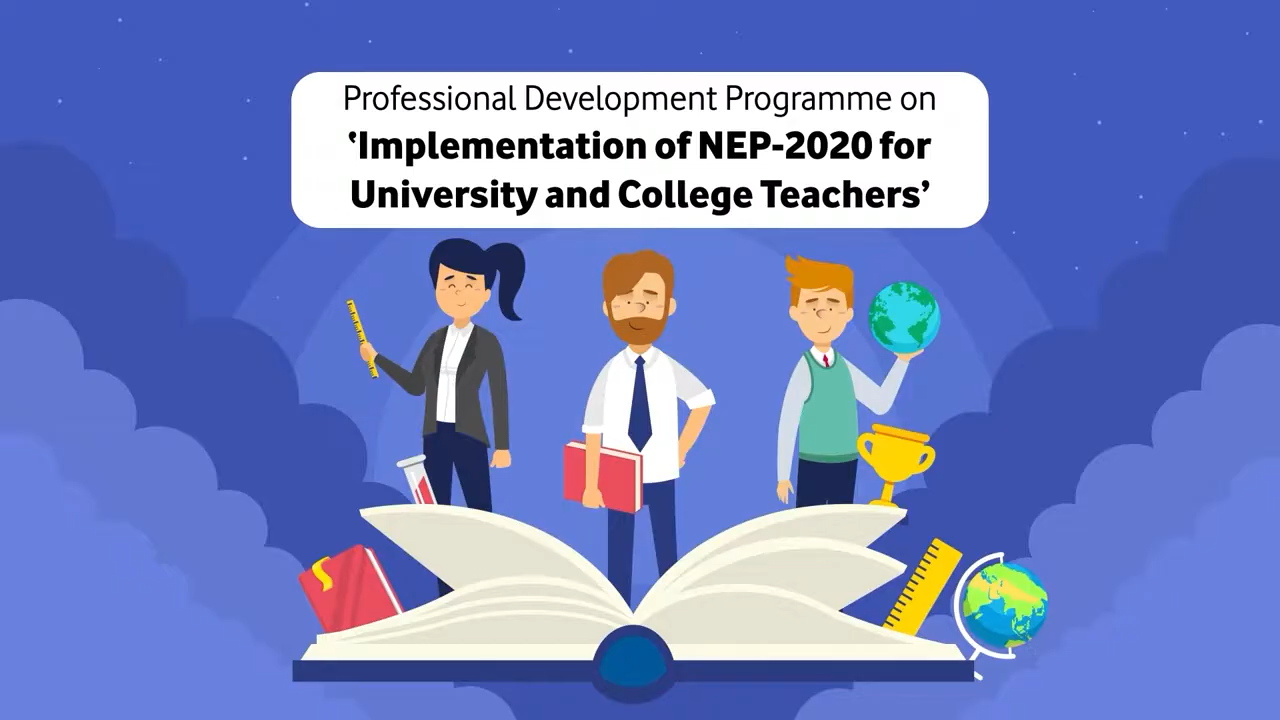 Professional Development Programme on
‘Implementation of NEP-2020 for
University and College Teachers’